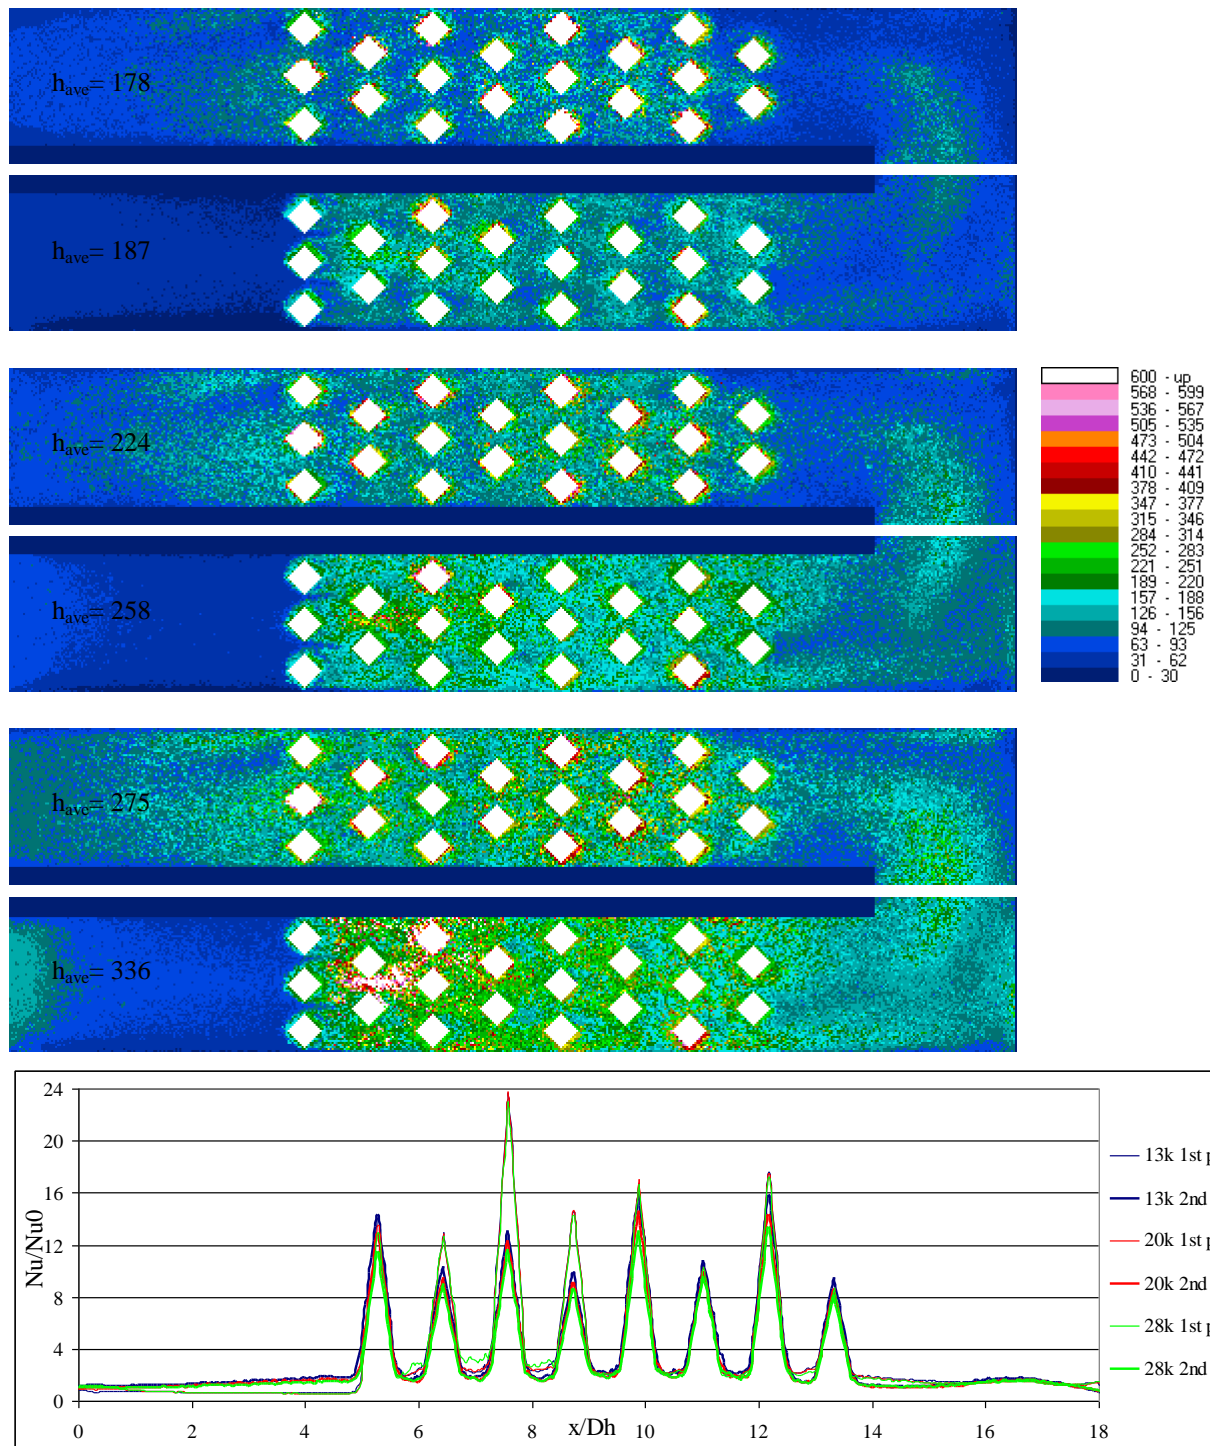 h_ave= 178
h_ave= 187
h_ave= 224
h_ave= 258
h_ave= 275
h_ave= 336
600 - up
568 - 599
536 - 567
505 - 535
473 - 504
442 - 472
410 - 441
378 - 409
347 - 377
315 - 346
284 - 314
252 - 283
221 - 251
189 - 220
157 - 188
126 - 156
94 - 125
63 - 93
31 - 62
0 - 30
24
20
16
12
8
4
0
Nu/Nu0
0 2 4 6 8 10 12 14 16 18
x/Dh
13k 1st p
13k 2nd
20k 1st p
20k 2nd
28k 1st p
28k 2nd